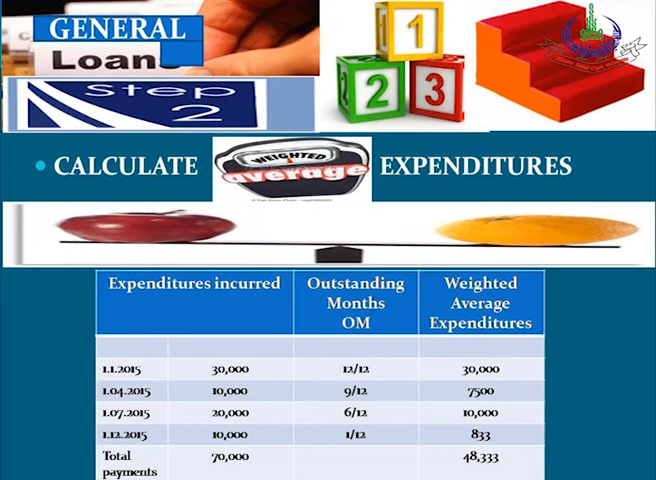 GENERAL
Loans
Step
2
1
2 3
CALCULATE WEIGHTED average EXPENDITURES
Expenditures incurred Outstanding Months OM Weighted Average Expenditures
1.1.2015 30,000 12/12 30,000
1.04.2015 10,000 9/12 7500
1.07.2015 20,000 6/12 10,000
1.12.2015 10,000 1/12 833
Total payments 70,000 48,333